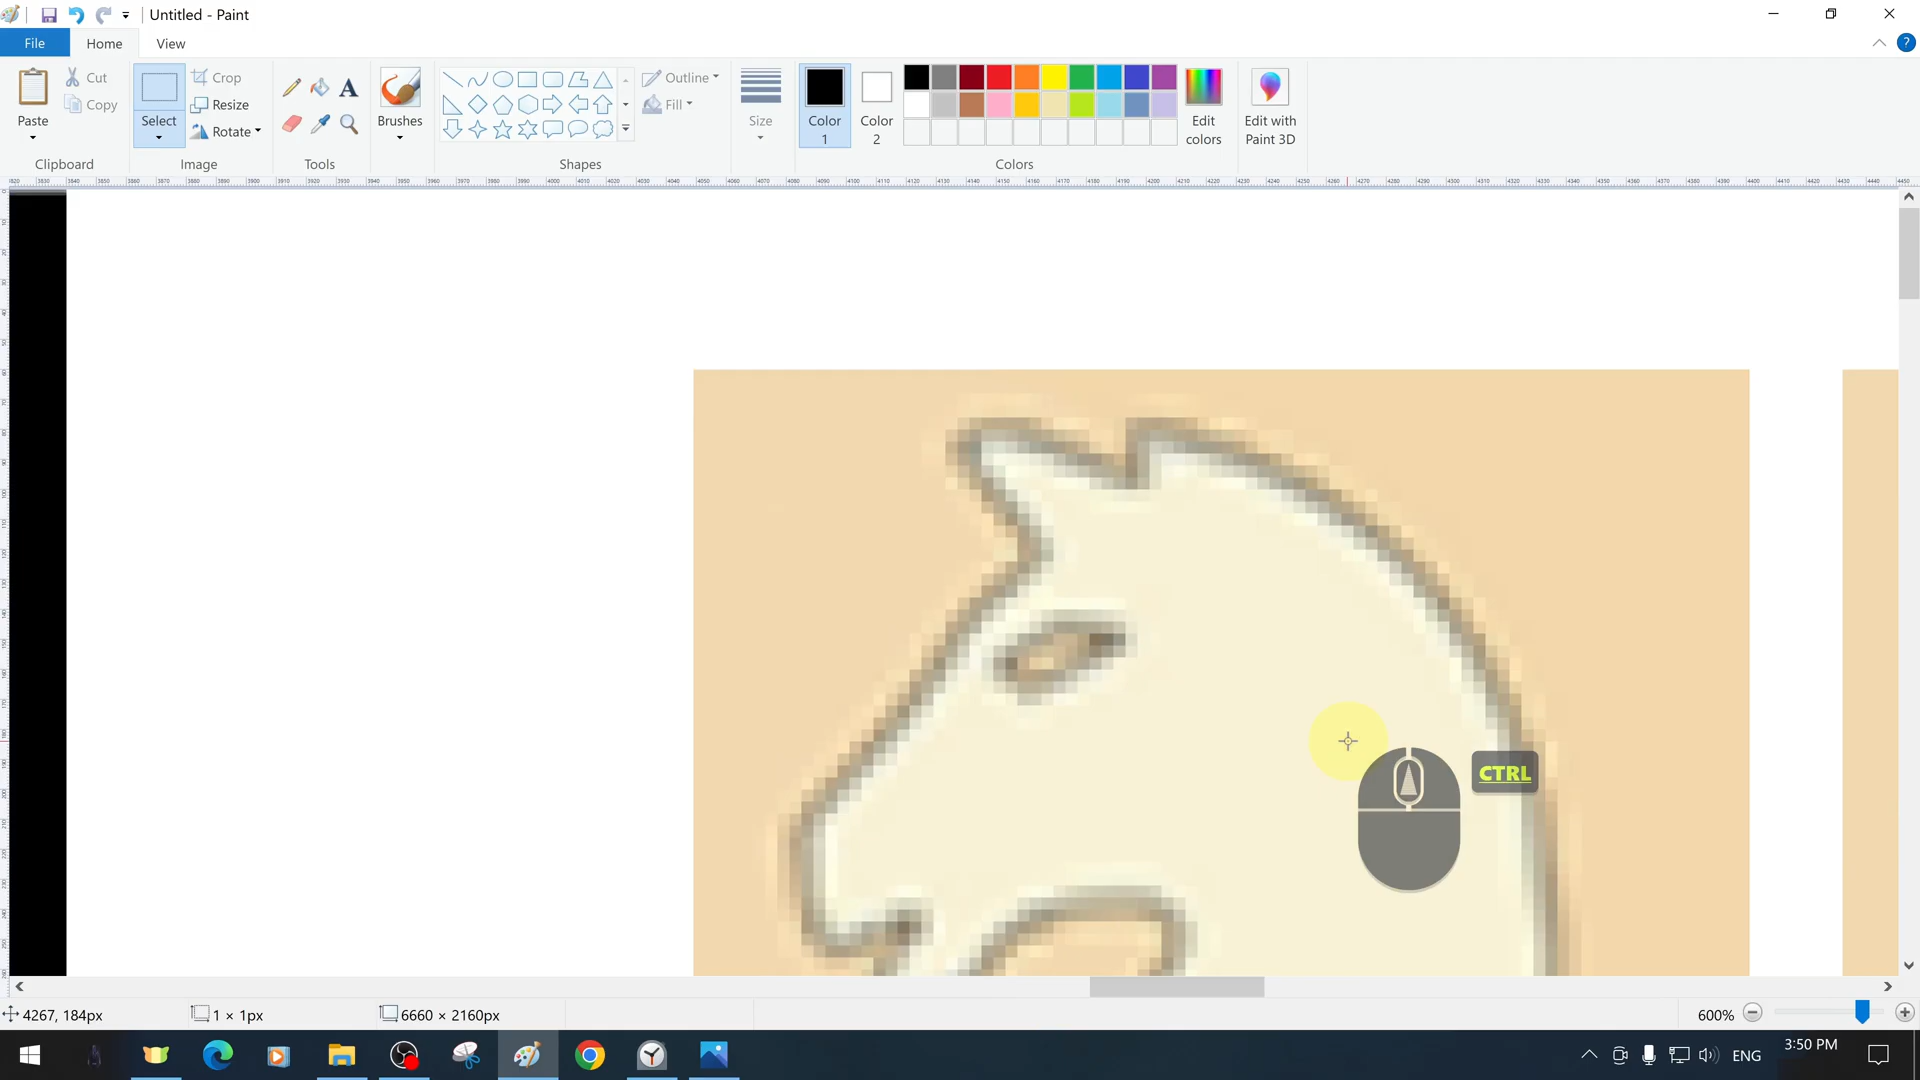 Untitled - Paint
File Home View
Paste
Cut
Copy
Clipboard
Select
Crop
Resize
Rotate
Image
Tools
Brushes
Shapes
Outline
Fill
Size
Color 1
Color 2
Colors
Edit colors
Edit with Paint 3D
CTRL
4267, 184px
1 × 1px
6660 × 2160px
600%
ENG
3:50 PM